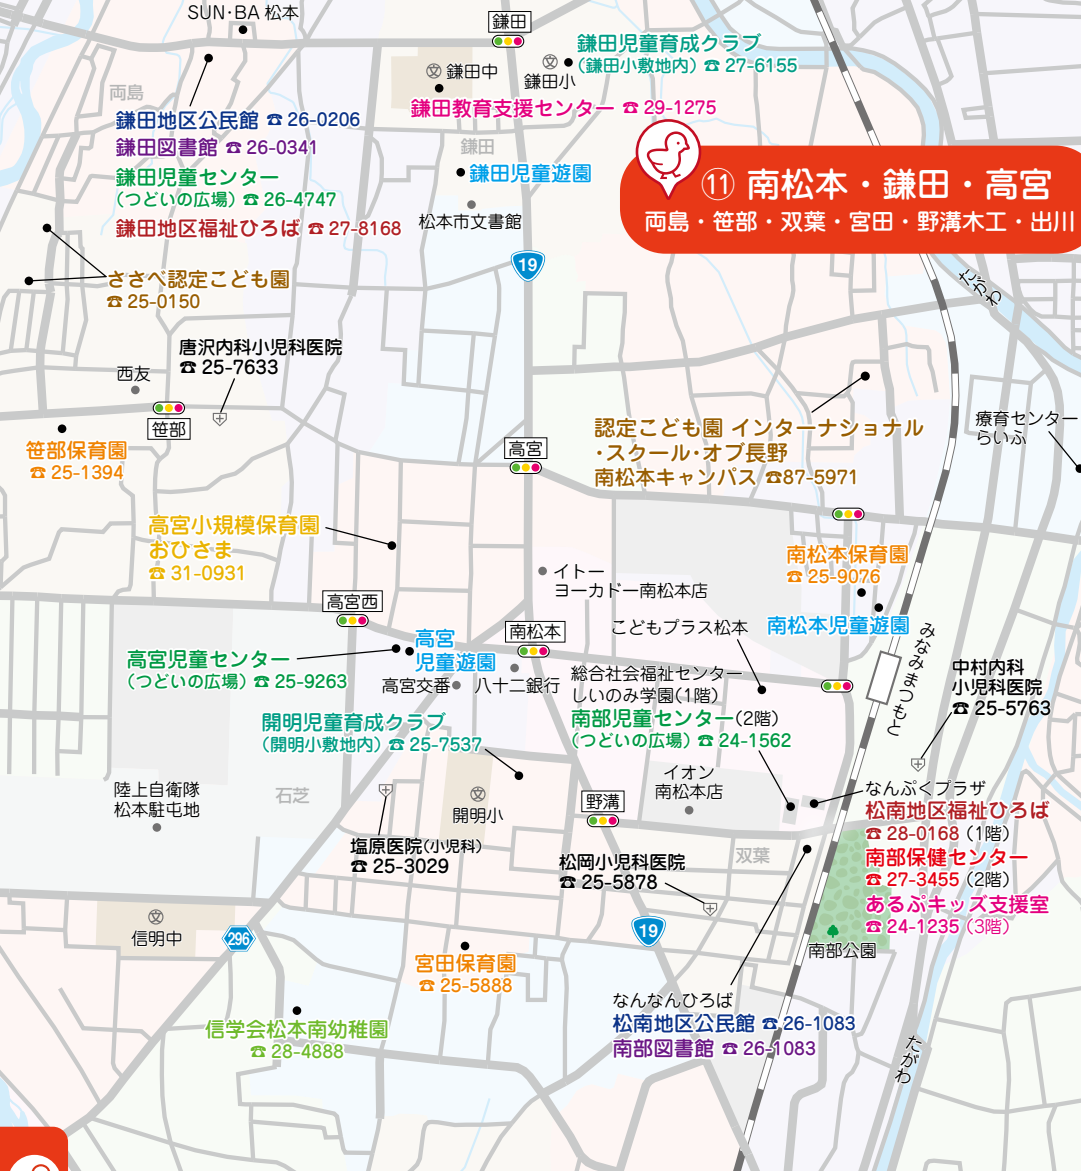 SUN・BA 松本
鎌田
鎌田児童育成クラブ
(鎌田小敷地内) ☎ 27-6155
文 鎌田中
文
鎌田小
両島
鎌田教育支援センター ☎ 29-1275
鎌田地区公民館 ☎ 26-0206
鎌田図書館 ☎ 26-0341
鎌田児童センター
(つどいの広場) ☎ 26-4747
鎌田地区福祉ひろば ☎ 27-8168
鎌田
鎌田児童遊園
松本市文書館
⑪ 南松本・鎌田・高宮
両島・笹部・双葉・宮田・野溝木工・出川
19
たがわ
ささべ認定こども園
☎ 25-0150
唐沢内科小児科医院
☎ 25-7633
西友
笹部
笹部保育園
☎ 25-1394
高宮
認定こども園 インターナショナル
・スクール・オブ長野
南松本キャンパス ☎87-5971
療育センター
らいふ
高宮小規模保育園
おひさま
☎ 31-0931
南松本保育園
☎ 25-9076
イトー
ヨーカドー南松本店
高宮西
南松本
こどもプラス松本
南松本児童遊園
みなみまつもと
高宮
児童遊園
高宮児童センター
(つどいの広場) ☎ 25-9263
高宮交番
八十二銀行
総合社会福祉センター
しいのみ学園(1階)
南部児童センター(2階)
(つどいの広場) ☎ 24-1562
中村内科
小児科医院
☎ 25-5763
開明児童育成クラブ
(開明小敷地内) ☎ 25-7537
イオン
南松本店
陸上自衛隊
松本駐屯地
石芝
文
開明小
野溝
なんぷくプラザ
松南地区福祉ひろば
☎ 28-0168 (1階)
南部保健センター
☎ 27-3455 (2階)
あるぷキッズ支援室
☎ 24-1235 (3階)
塩原医院(小児科)
☎ 25-3029
松岡小児科医院
☎ 25-5878
双葉
文
信明中
296
19
南部公園
宮田保育園
☎ 25-5888
なんなんひろば
松南地区公民館 ☎ 26-1083
南部図書館 ☎ 26-1083
信学会松本南幼稚園
☎ 28-4888
たがわ